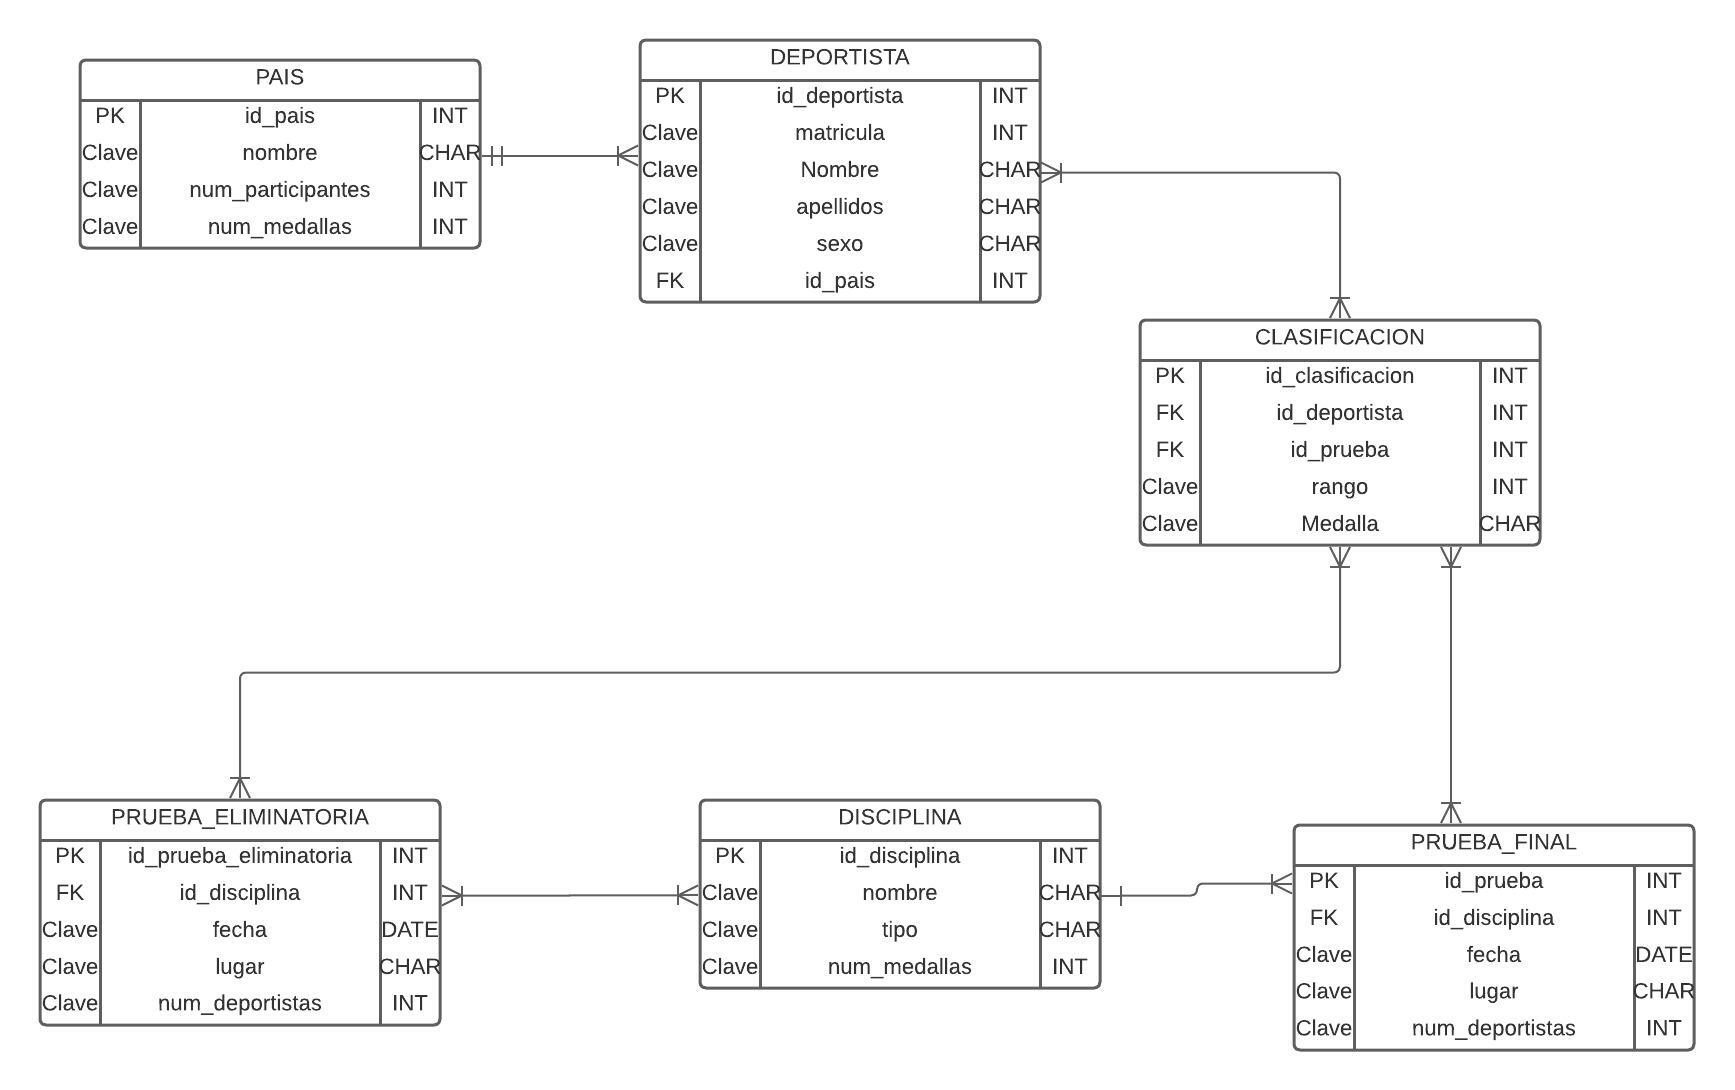 PAIS
PK id_pais INT
Clave nombre CHAR
Clave num_participantes INT
Clave num_medallas INT
DEPORTISTA
PK id_deportista INT
Clave matricula INT
Clave Nombre CHAR
Clave apellidos CHAR
Clave sexo CHAR
FK id_pais INT
CLASIFICACION
PK id_clasificacion INT
FK id_deportista INT
FK id_prueba INT
Clave rango INT
Clave Medalla CHAR
PRUEBA_ELIMINATORIA
PK id_prueba_eliminatoria INT
FK id_disciplina INT
Clave fecha DATE
Clave lugar CHAR
Clave num_deportistas INT
DISCIPLINA
PK id_disciplina INT
Clave nombre CHAR
Clave tipo CHAR
Clave num_medallas INT
PRUEBA_FINAL
PK id_prueba INT
FK id_disciplina INT
Clave fecha DATE
Clave lugar CHAR
Clave num_deportistas INT